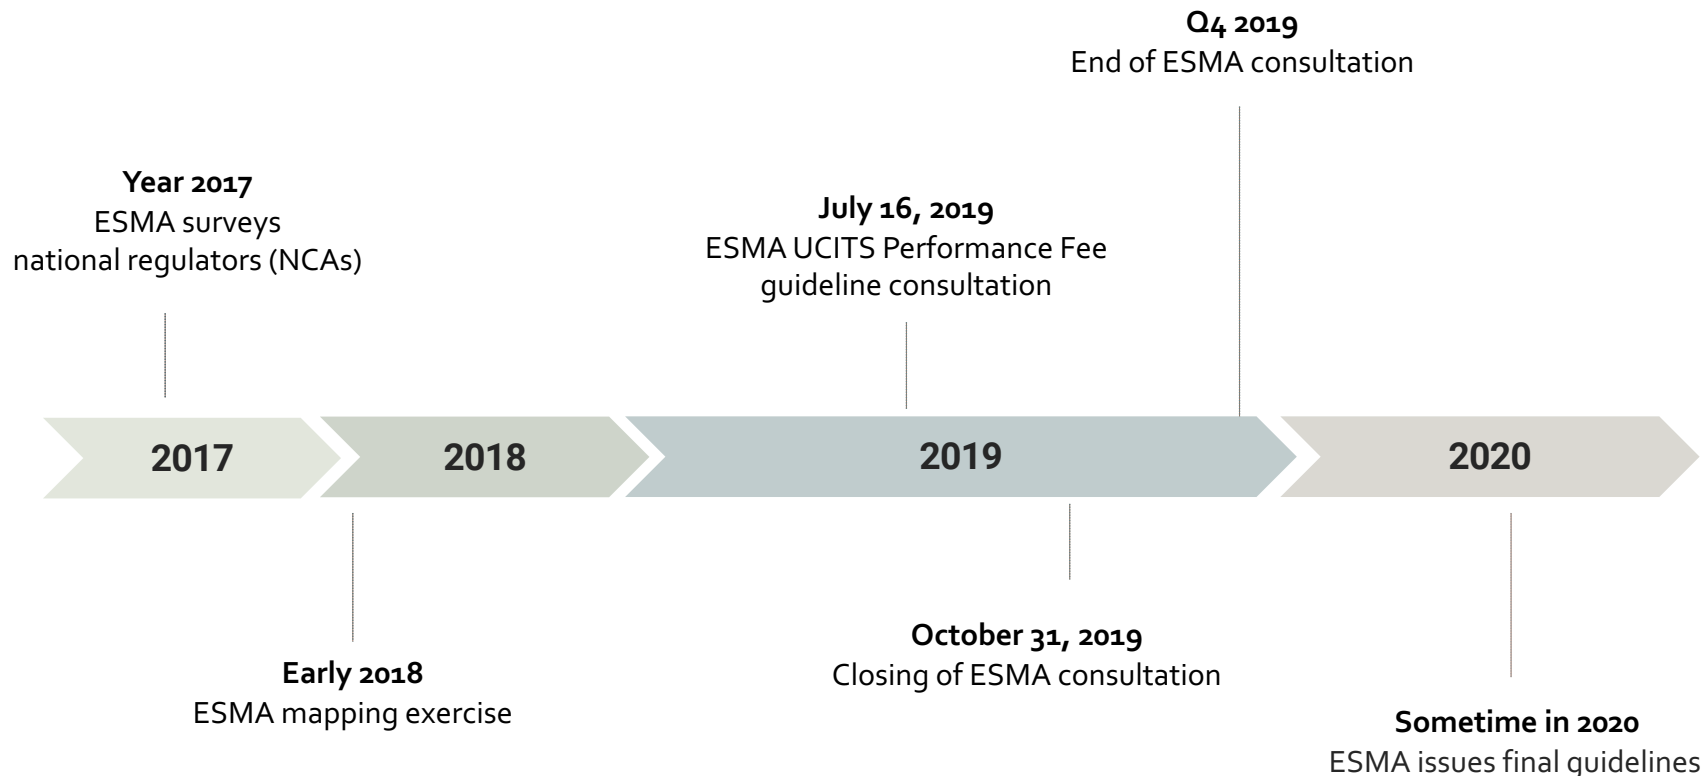 Q4 2019
End of ESMA consultation
Year 2017
ESMA surveys
national regulators (NCAs)
July 16, 2019
ESMA UCITS Performance Fee
guideline consultation
2017
2018
2019
2020
Early 2018
ESMA mapping exercise
October 31, 2019
Closing of ESMA consultation
Sometime in 2020
ESMA issues final guidelines